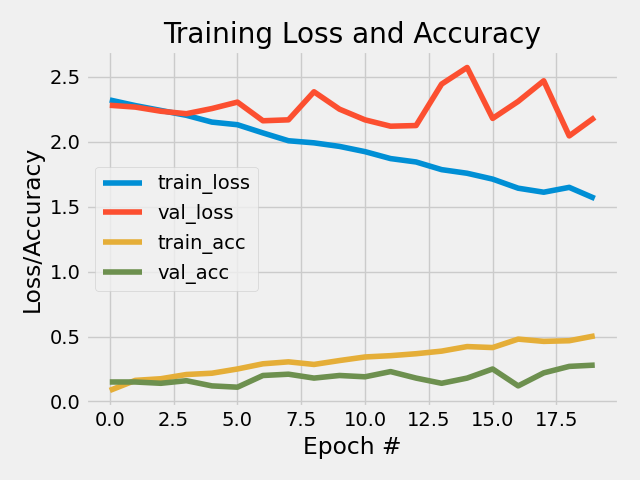 Training Loss and Accuracy
Loss/Accuracy
2.5
2.0
1.5
1.0
0.5
0.0
train_loss
val_loss
train_acc
val_acc
0.0 2.5 5.0 7.5 10.0 12.5 15.0 17.5
Epoch #